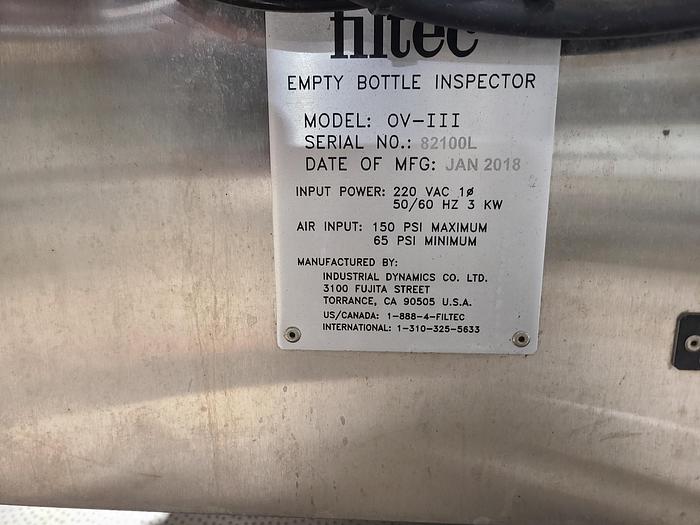 filtec
EMPTY BOTTLE INSPECTOR
MODEL: OV-III
SERIAL NO.: 82100L
DATE OF MFG: JAN 2018
INPUT POWER: 220 VAC 1ø
50/60 HZ 3 KW
AIR INPUT: 150 PSI MAXIMUM
65 PSI MINIMUM
MANUFACTURED BY:
INDUSTRIAL DYNAMICS CO. LTD.
3100 FUJITA STREET
TORRANCE, CA 90505 U.S.A.
US/CANADA: 1-888-4-FILTEC
INTERNATIONAL: 1-310-325-5633